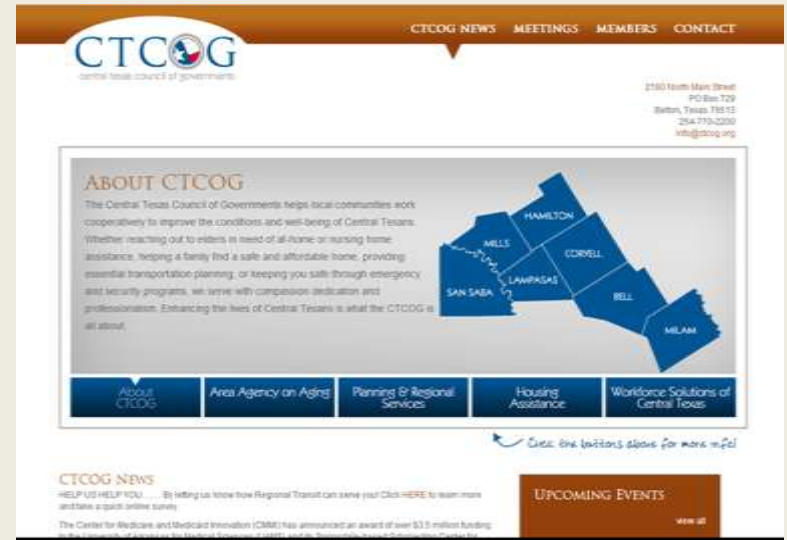 CTCOG NEWS MEETINGS MEMBERS CONTACT
CTCOG
central texas council of governments
2180 North Main Street
PO Box 729
Belton, Texas 76513
254-770-2200
info@ctcog.org
ABOUT CTCOG
The Central Texas Council of Governments helps local communities work
cooperatively to improve the conditions and well-being of Central Texans.
Whether reaching out to elders in need of at-home or nursing home
assistance, helping a family find a safe and affordable home, providing
essential transportation planning, or keeping you safe through emergency
and security programs, we serve with compassion dedication and
professionalism. Enhancing the lives of Central Texans is what the CTCOG is
all about.
HAMILTON
MILLS
CORYELL
LAMPASAS
SAN SABA
BELL
MILAM
About
CTCOG
Area Agency on Aging
Planning & Regional
Services
Housing
Assistance
Workforce Solutions of
Central Texas
Click the buttons above for more info!
CTCOG NEWS
HELP US HELP YOU . . . . . By letting us know how Regional Transit can serve you! Click HERE to learn more
and take a quick online survey.
The Center for Medicare and Medicaid Innovation (CMMI) has announced an award of over $3.5 million funding
UPCOMING EVENTS
view all